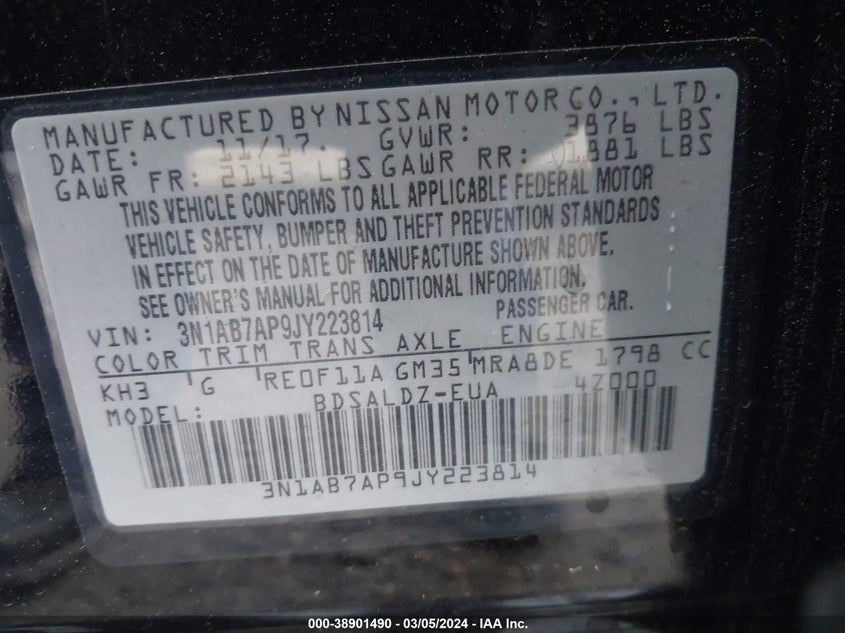 MANUFACTURED BY NISSAN MOTOR CO., LTD.
DATE: 11/17. GVWR: 3876 LBS
GAWR FR: 2143 LBS GAWR RR: 1881 LBS
THIS VEHICLE CONFORMS TO ALL APPLICABLE FEDERAL MOTOR
VEHICLE SAFETY, BUMPER AND THEFT PREVENTION STANDARDS
IN EFFECT ON THE DATE OF MANUFACTURE SHOWN ABOVE.
SEE OWNER'S MANUAL FOR ADDITIONAL INFORMATION.
VIN: 3N1AB7AP9JY223814 PASSENGER CAR.
COLOR TRIM TRANS AXLE ENGINE
KH3 G RE0F11A GM35 MRA8DE 1798 CC
MODEL: BDSALDZ-EUA 4Z000
3N1AB7AP9JY223814
000-38901490 — 03/05/2024 — IAA Inc.